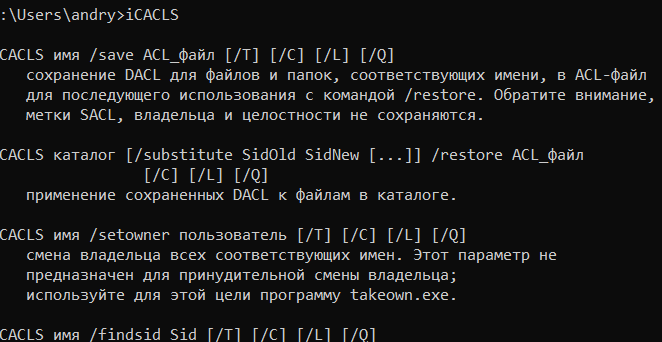 :\Users\andry>iCACLS
CACLS имя /save ACL_файл [/T] [/C] [/L] [/Q]
сохранение DACL для файлов и папок, соответствующих имени, в ACL-файл
для последующего использования с командой /restore. Обратите внимание,
метки SACL, владельца и целостности не сохраняются.
CACLS каталог [/substitute SidOld SidNew [...]] /restore ACL_файл
[/C] [/L] [/Q]
применение сохраненных DACL к файлам в каталоге.
CACLS имя /setowner пользователь [/T] [/C] [/L] [/Q]
смена владельца всех соответствующих имен. Этот параметр не
предназначен для принудительной смены владельца;
используйте для этой цели программу takeown.exe.
CACLS имя /findsid Sid [/T] [/C] [/L] [/Q]